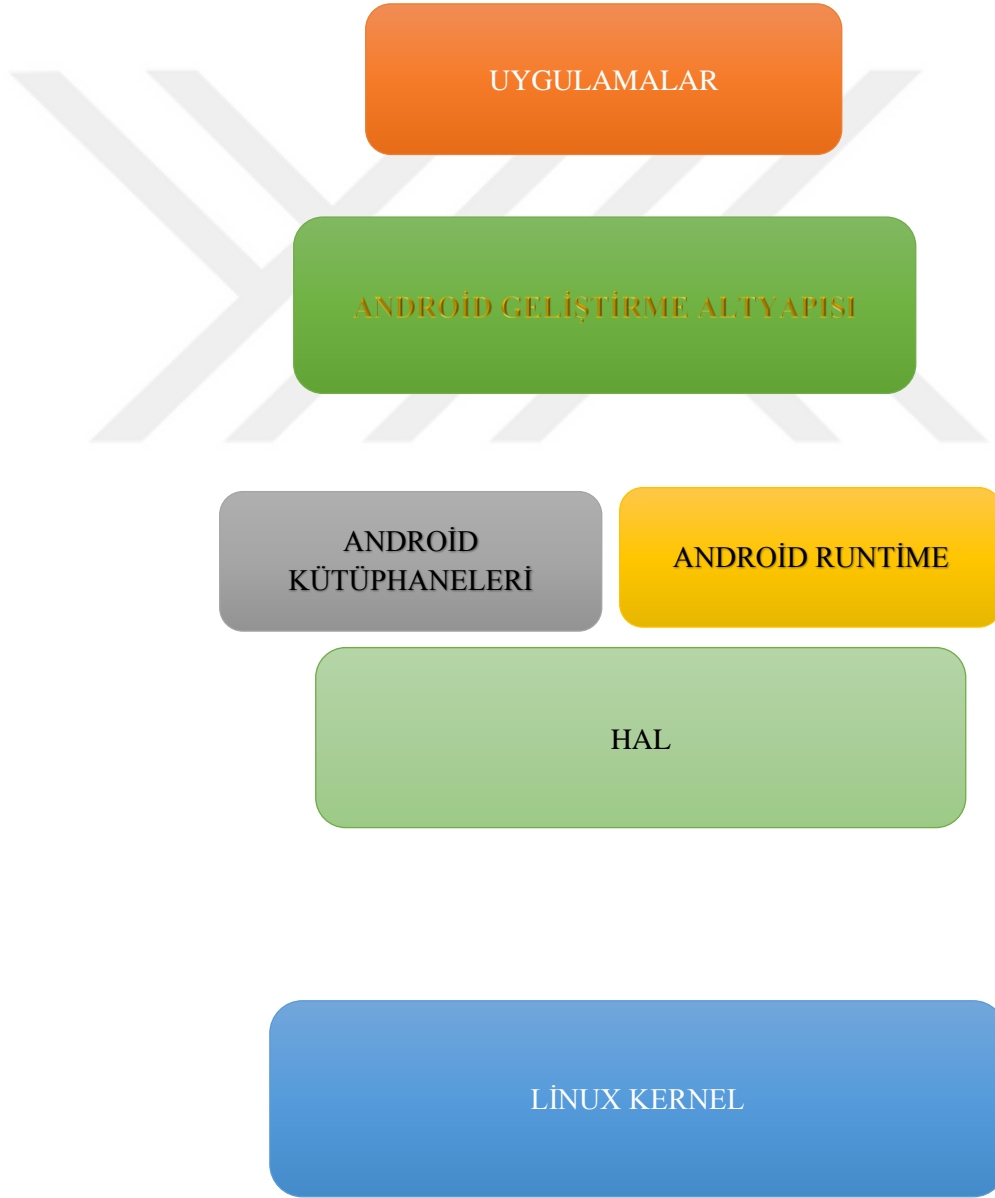 UYGULAMALAR
ANDROİD GELİŞTİRME ALTYAPISI
ANDROİD
KÜTÜPHANELERİ
ANDROİD RUNTİME
HAL
LİNUX KERNEL